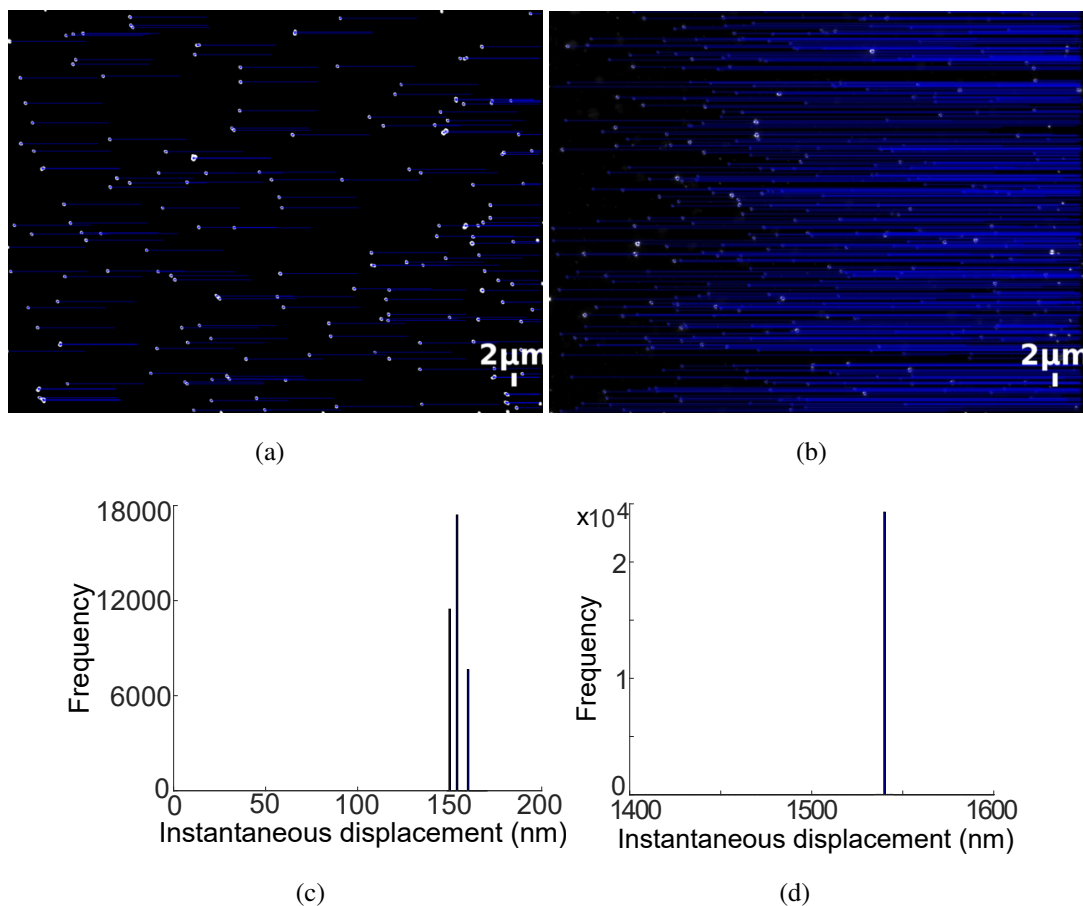 2μm
2μm
(a)
(b)
18000
12000
6000
0
Frequency
0 50 100 150 200
Instantaneous displacement (nm)
x10⁴
2
1
0
Frequency
1400 1500 1600
Instantaneous displacement (nm)
(c)
(d)